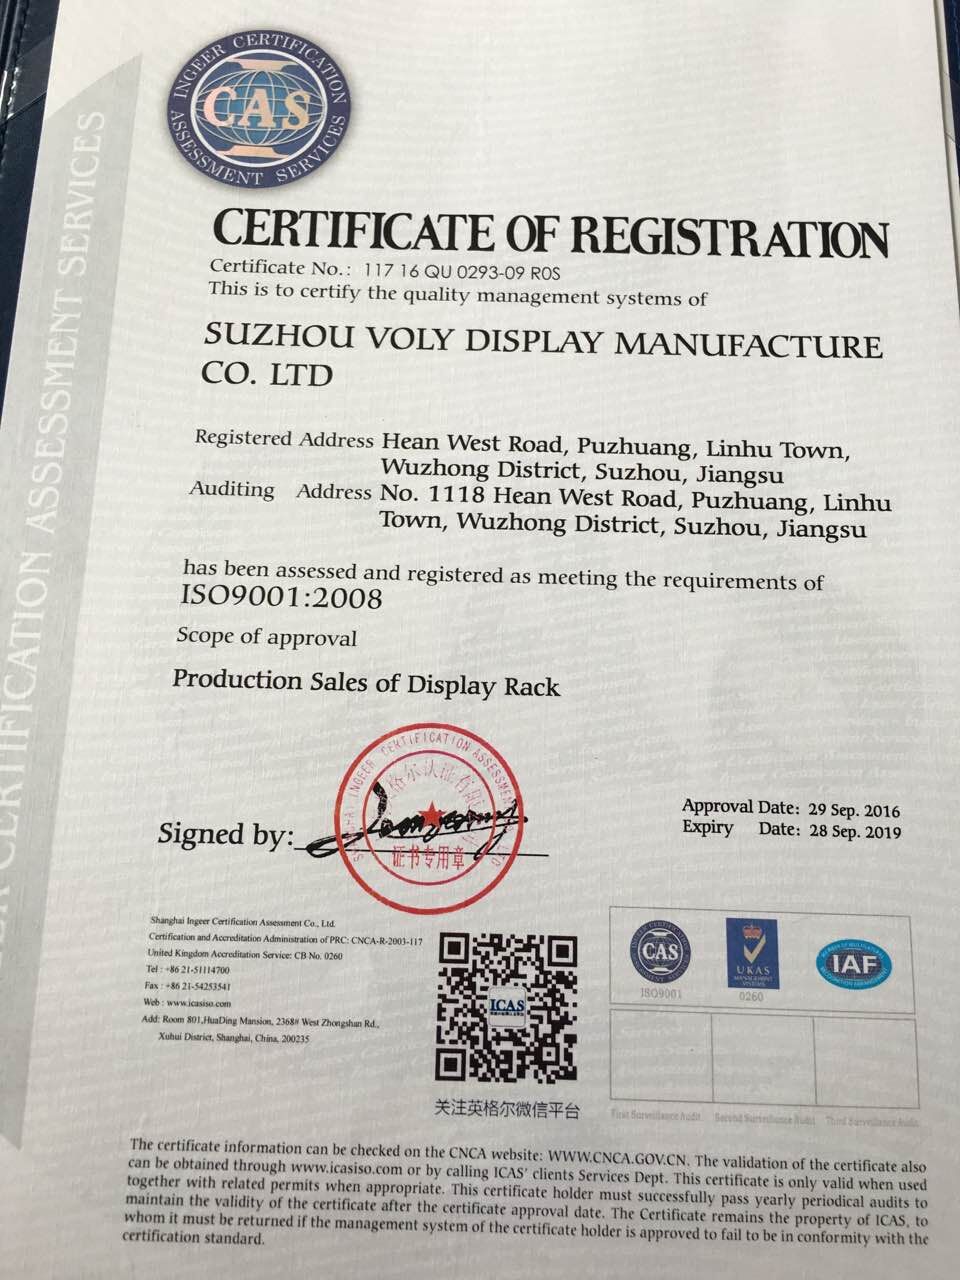 INGEER CERTIFICATION
CAS
ASSESSMENT SERVICES
CERTIFICATION ASSESSMENT SERVICES
CERTIFICATE OF REGISTRATION
Certificate No.: 117 16 QU 0293-09 R0S
This is to certify the quality management systems of
SUZHOU VOLY DISPLAY MANUFACTURE
CO. LTD
Registered Address Hean West Road, Puzhuang, Linhu Town,
Wuzhong District, Suzhou, Jiangsu
Auditing Address No. 1118 Hean West Road, Puzhuang, Linhu
Town, Wuzhong District, Suzhou, Jiangsu
has been assessed and registered as meeting the requirements of
ISO9001:2008
Scope of approval
Production Sales of Display Rack
SHANGHAI INGEER CERTIFICATION ASSESSMENT
证书专用章
Signed by:
Approval Date: 29 Sep. 2016
Expiry Date: 28 Sep. 2019
Shanghai Ingeer Certification Assessment Co., Ltd.
Certification and Accreditation Administration of PRC: CNCA-R-2003-117
United Kingdom Accreditation Service: CB No. 0260
Tel : +86 21-51114700
Fax : +86 21-54253541
Web : www.icasiso.com
Add: Room 801,HuaDing Mansion, 2368# West Zhongshan Rd.,
Xuhui District, Shanghai, China, 200235
ICAS
关注英格尔微信平台
CAS
ISO9001
UKAS
MANAGEMENT
SYSTEMS
0260
IAF
First Surveillance Audit Second Surveillance Audit Third Surveillance Audit
The certificate information can be checked on the CNCA website: WWW.CNCA.GOV.CN. The validation of the certificate also
can be obtained through www.icasiso.com or by calling ICAS' clients Services Dept. This certificate is only valid when used
together with related permits when appropriate. This certificate holder must successfully pass yearly periodical audits to
maintain the validity of the certificate after the certificate approval date. The Certificate remains the property of ICAS, to
whom it must be returned if the management system of the certificate holder is approved to fail to be in conformity with the
certification standard.